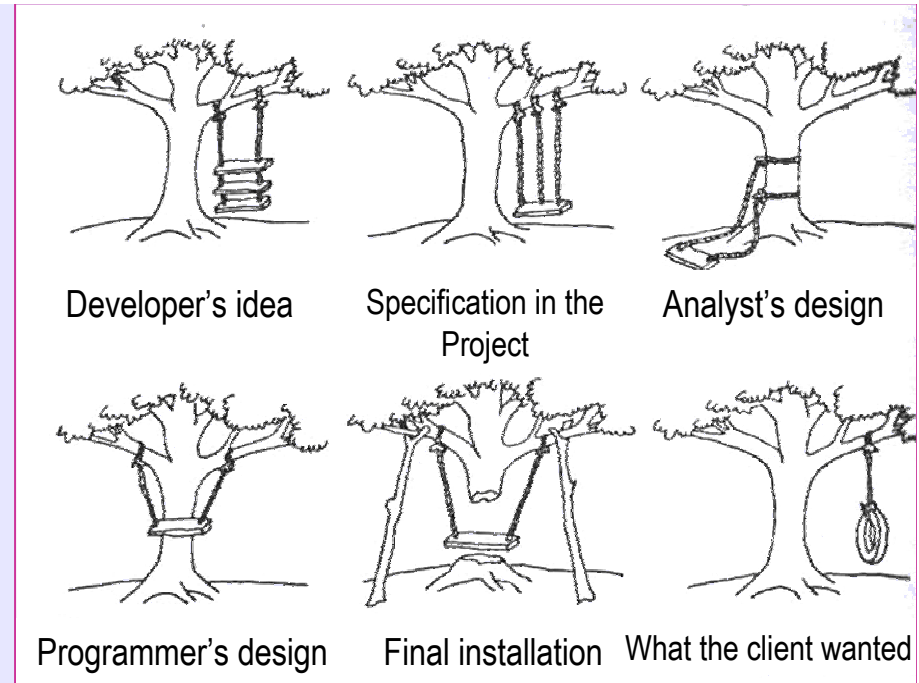 Developer's idea
Specification in the
Project
Analyst's design
Programmer's design
Final installation
What the client wanted